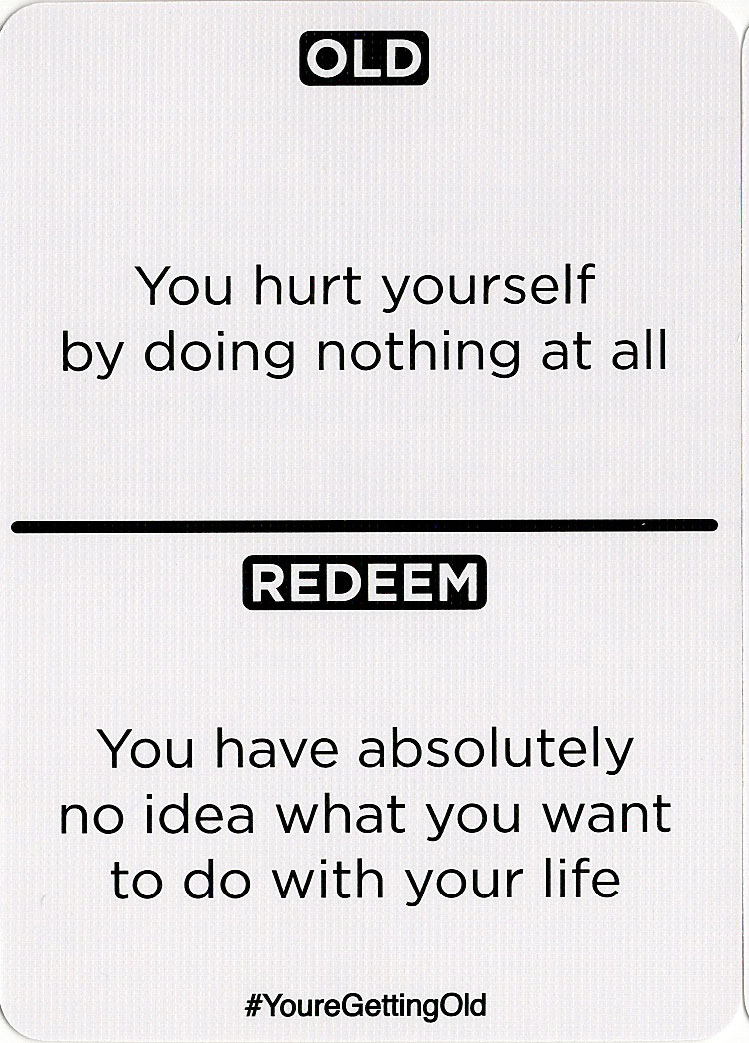 OLD
You hurt yourself
by doing nothing at all
REDEEM
You have absolutely
no idea what you want
to do with your life
#YoureGettingOld